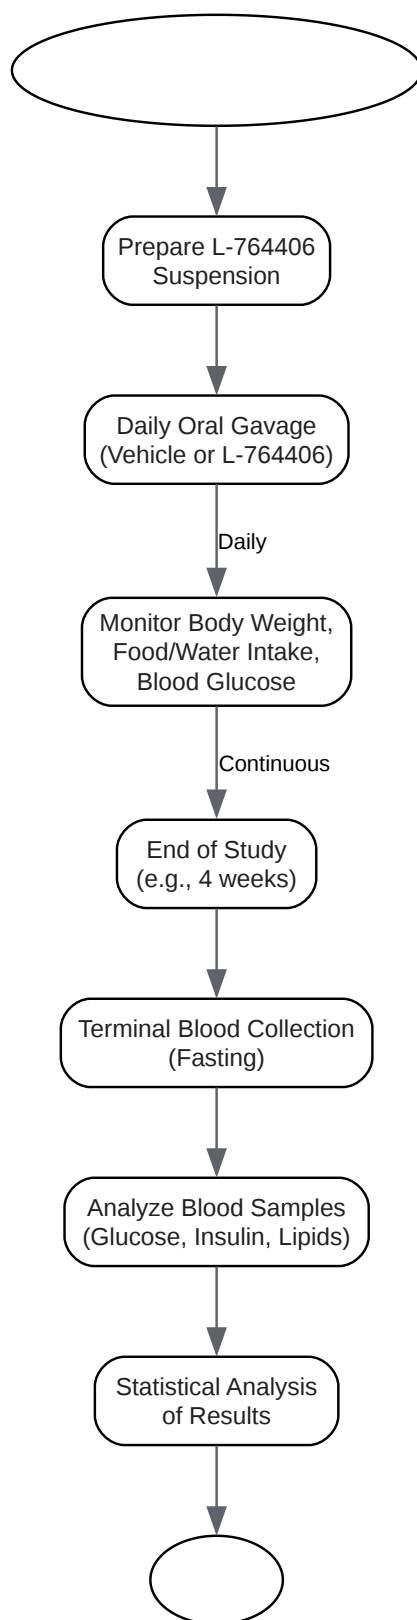 Prepare L-764406
Suspension
Daily Oral Gavage
(Vehicle or L-764406)
Daily
Monitor Body Weight,
Food/Water Intake,
Blood Glucose
Continuous
End of Study
(e.g., 4 weeks)
Terminal Blood Collection
(Fasting)
Analyze Blood Samples
(Glucose, Insulin, Lipids)
Statistical Analysis
of Results